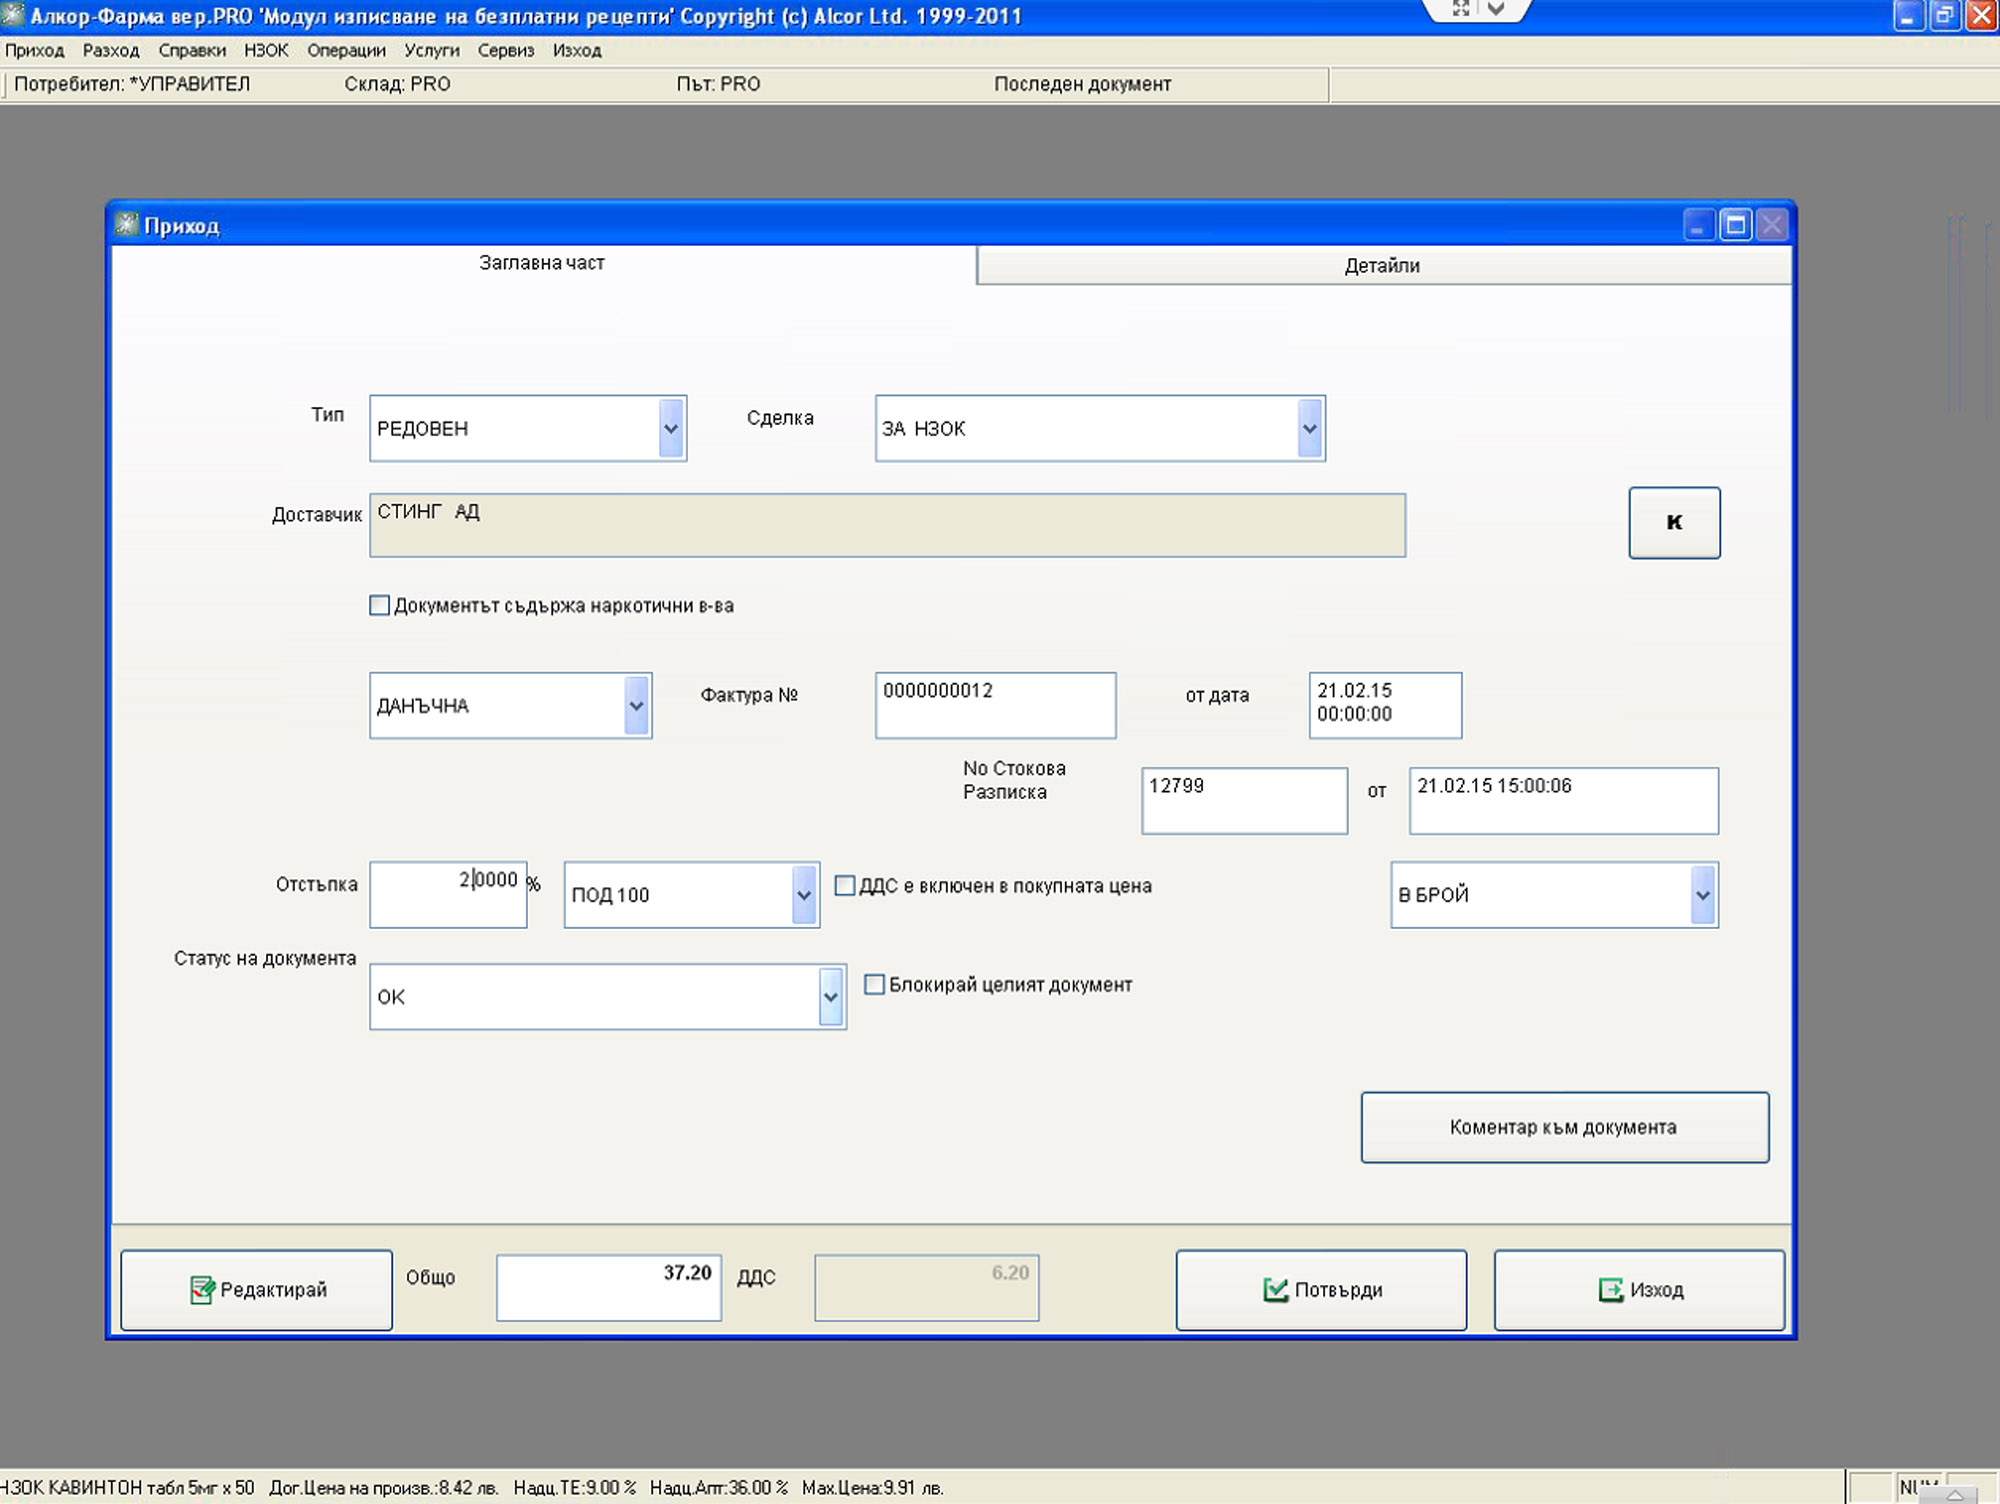 Алкор-Фарма вер.PRO 'Модул изписване на безплатни рецепти' Copyright (c) Alcor Ltd. 1999-2011
Приход Разход Справки НЗОК Операции Услуги Сервиз Изход
Потребител: *УПРАВИТЕЛ Склад: PRO Път: PRO Последен документ
Приход
Заглавна част Детайли
Тип РЕДОВЕН Сделка ЗА НЗОК
Доставчик СТИНГ АД К
Документът съдържа наркотични в-ва
ДАНЪЧНА Фактура № 0000000012 от дата 21.02.15
00:00:00
No Стокова
Разписка 12799 от 21.02.15 15:00:06
Отстъпка 2.0000 % ПОД 100 ДДС е включен в покупната цена В БРОЙ
Статус на документа
OK Блокирай целият документ
Коментар към документа
Редактирай Общо 37.20 ДДС 6.20 Потвърди Изход
НЗОК КАВИНТОН табл 5мг x 50 Дог.Цена на произв.:8.42 лв. Надц.ТЕ:9.00 % Надц.Апт:36.00 % Мах.Цена:9.91 лв.